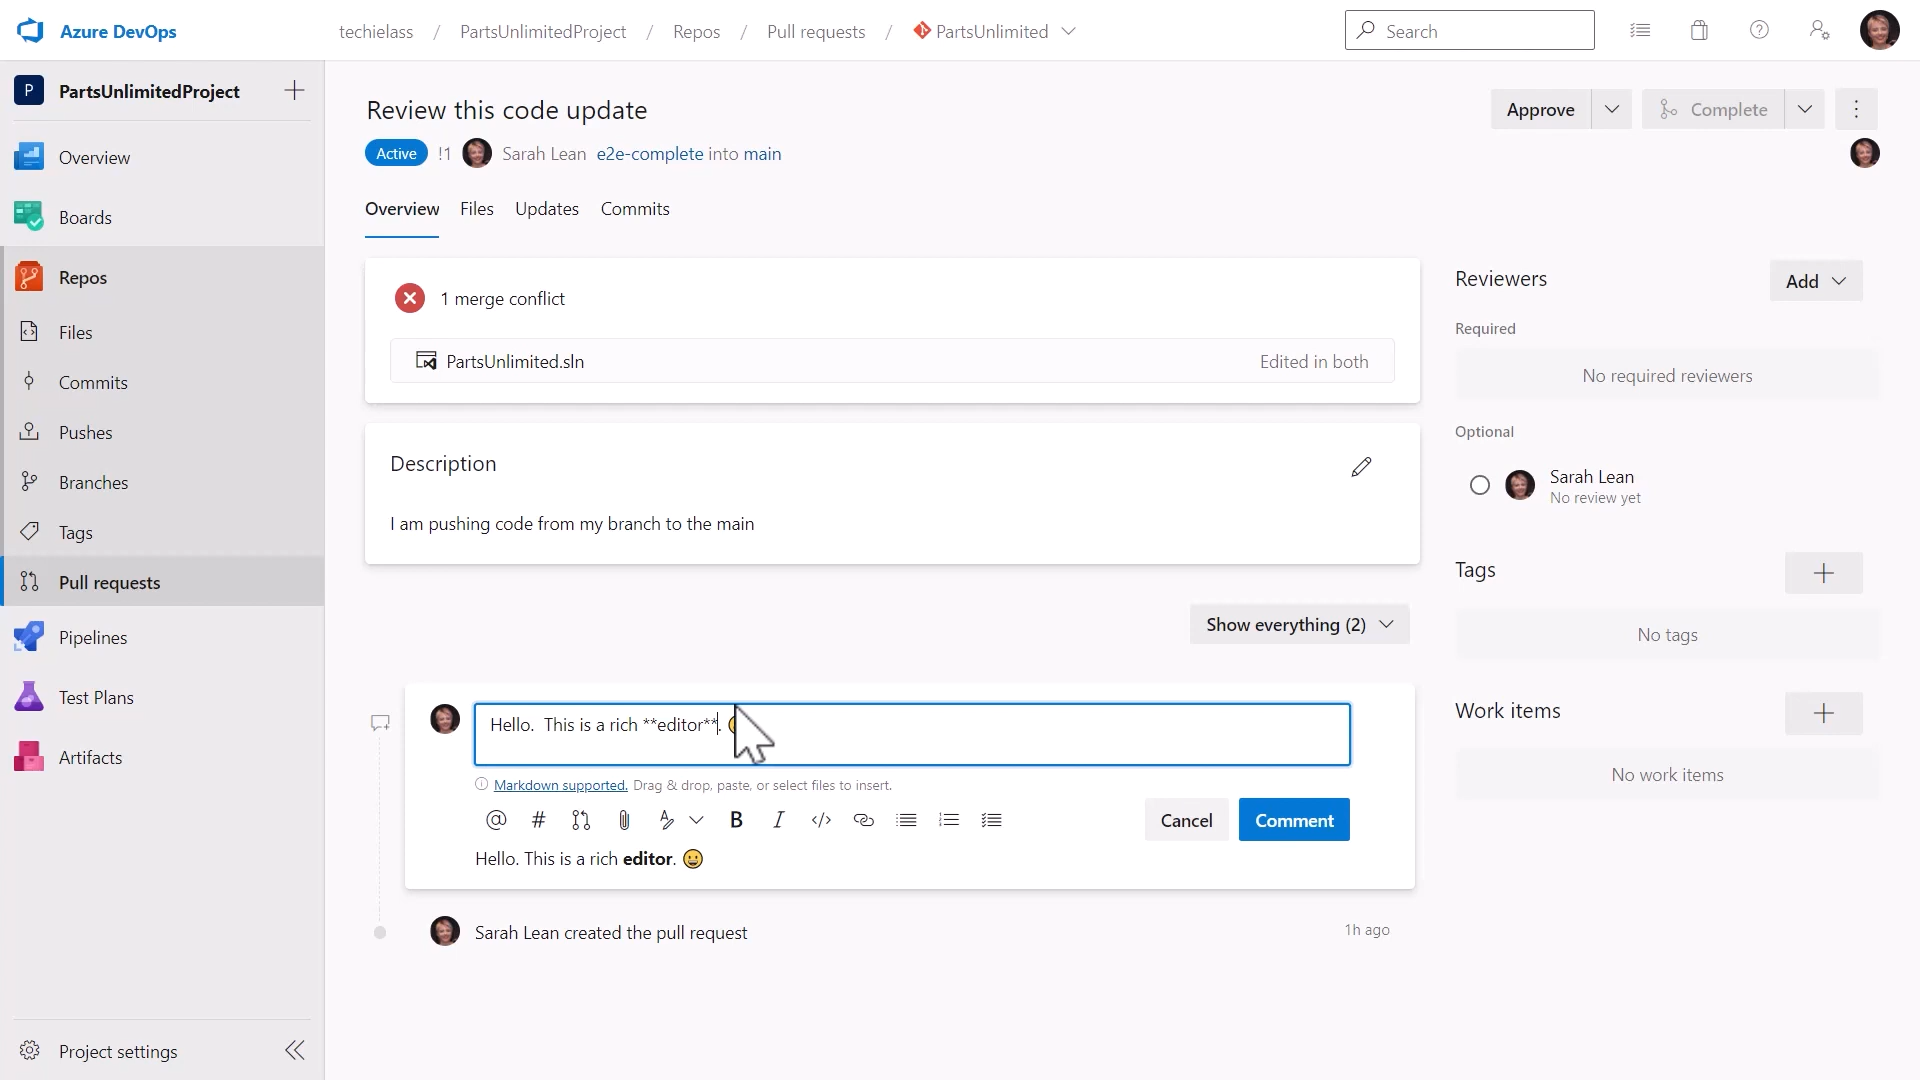 Azure DevOps
techielass / PartsUnlimitedProject / Repos / Pull requests / PartsUnlimited
Search
P PartsUnlimitedProject
Overview
Boards
Repos
Files
Commits
Pushes
Branches
Tags
Pull requests
Pipelines
Test Plans
Artifacts
Project settings
Review this code update
Approve
Complete
Active !1 Sarah Lean e2e-complete into main
Overview Files Updates Commits
1 merge conflict
PartsUnlimited.sln Edited in both
Description
I am pushing code from my branch to the main
Show everything (2)
Hello.  This is a rich **editor**.
Markdown supported. Drag & drop, paste, or select files to insert.
@ # B I </> Cancel Comment
Hello. This is a rich editor. 😀
Sarah Lean created the pull request 1h ago
Reviewers Add
Required
No required reviewers
Optional
Sarah Lean
No review yet
Tags
No tags
Work items
No work items